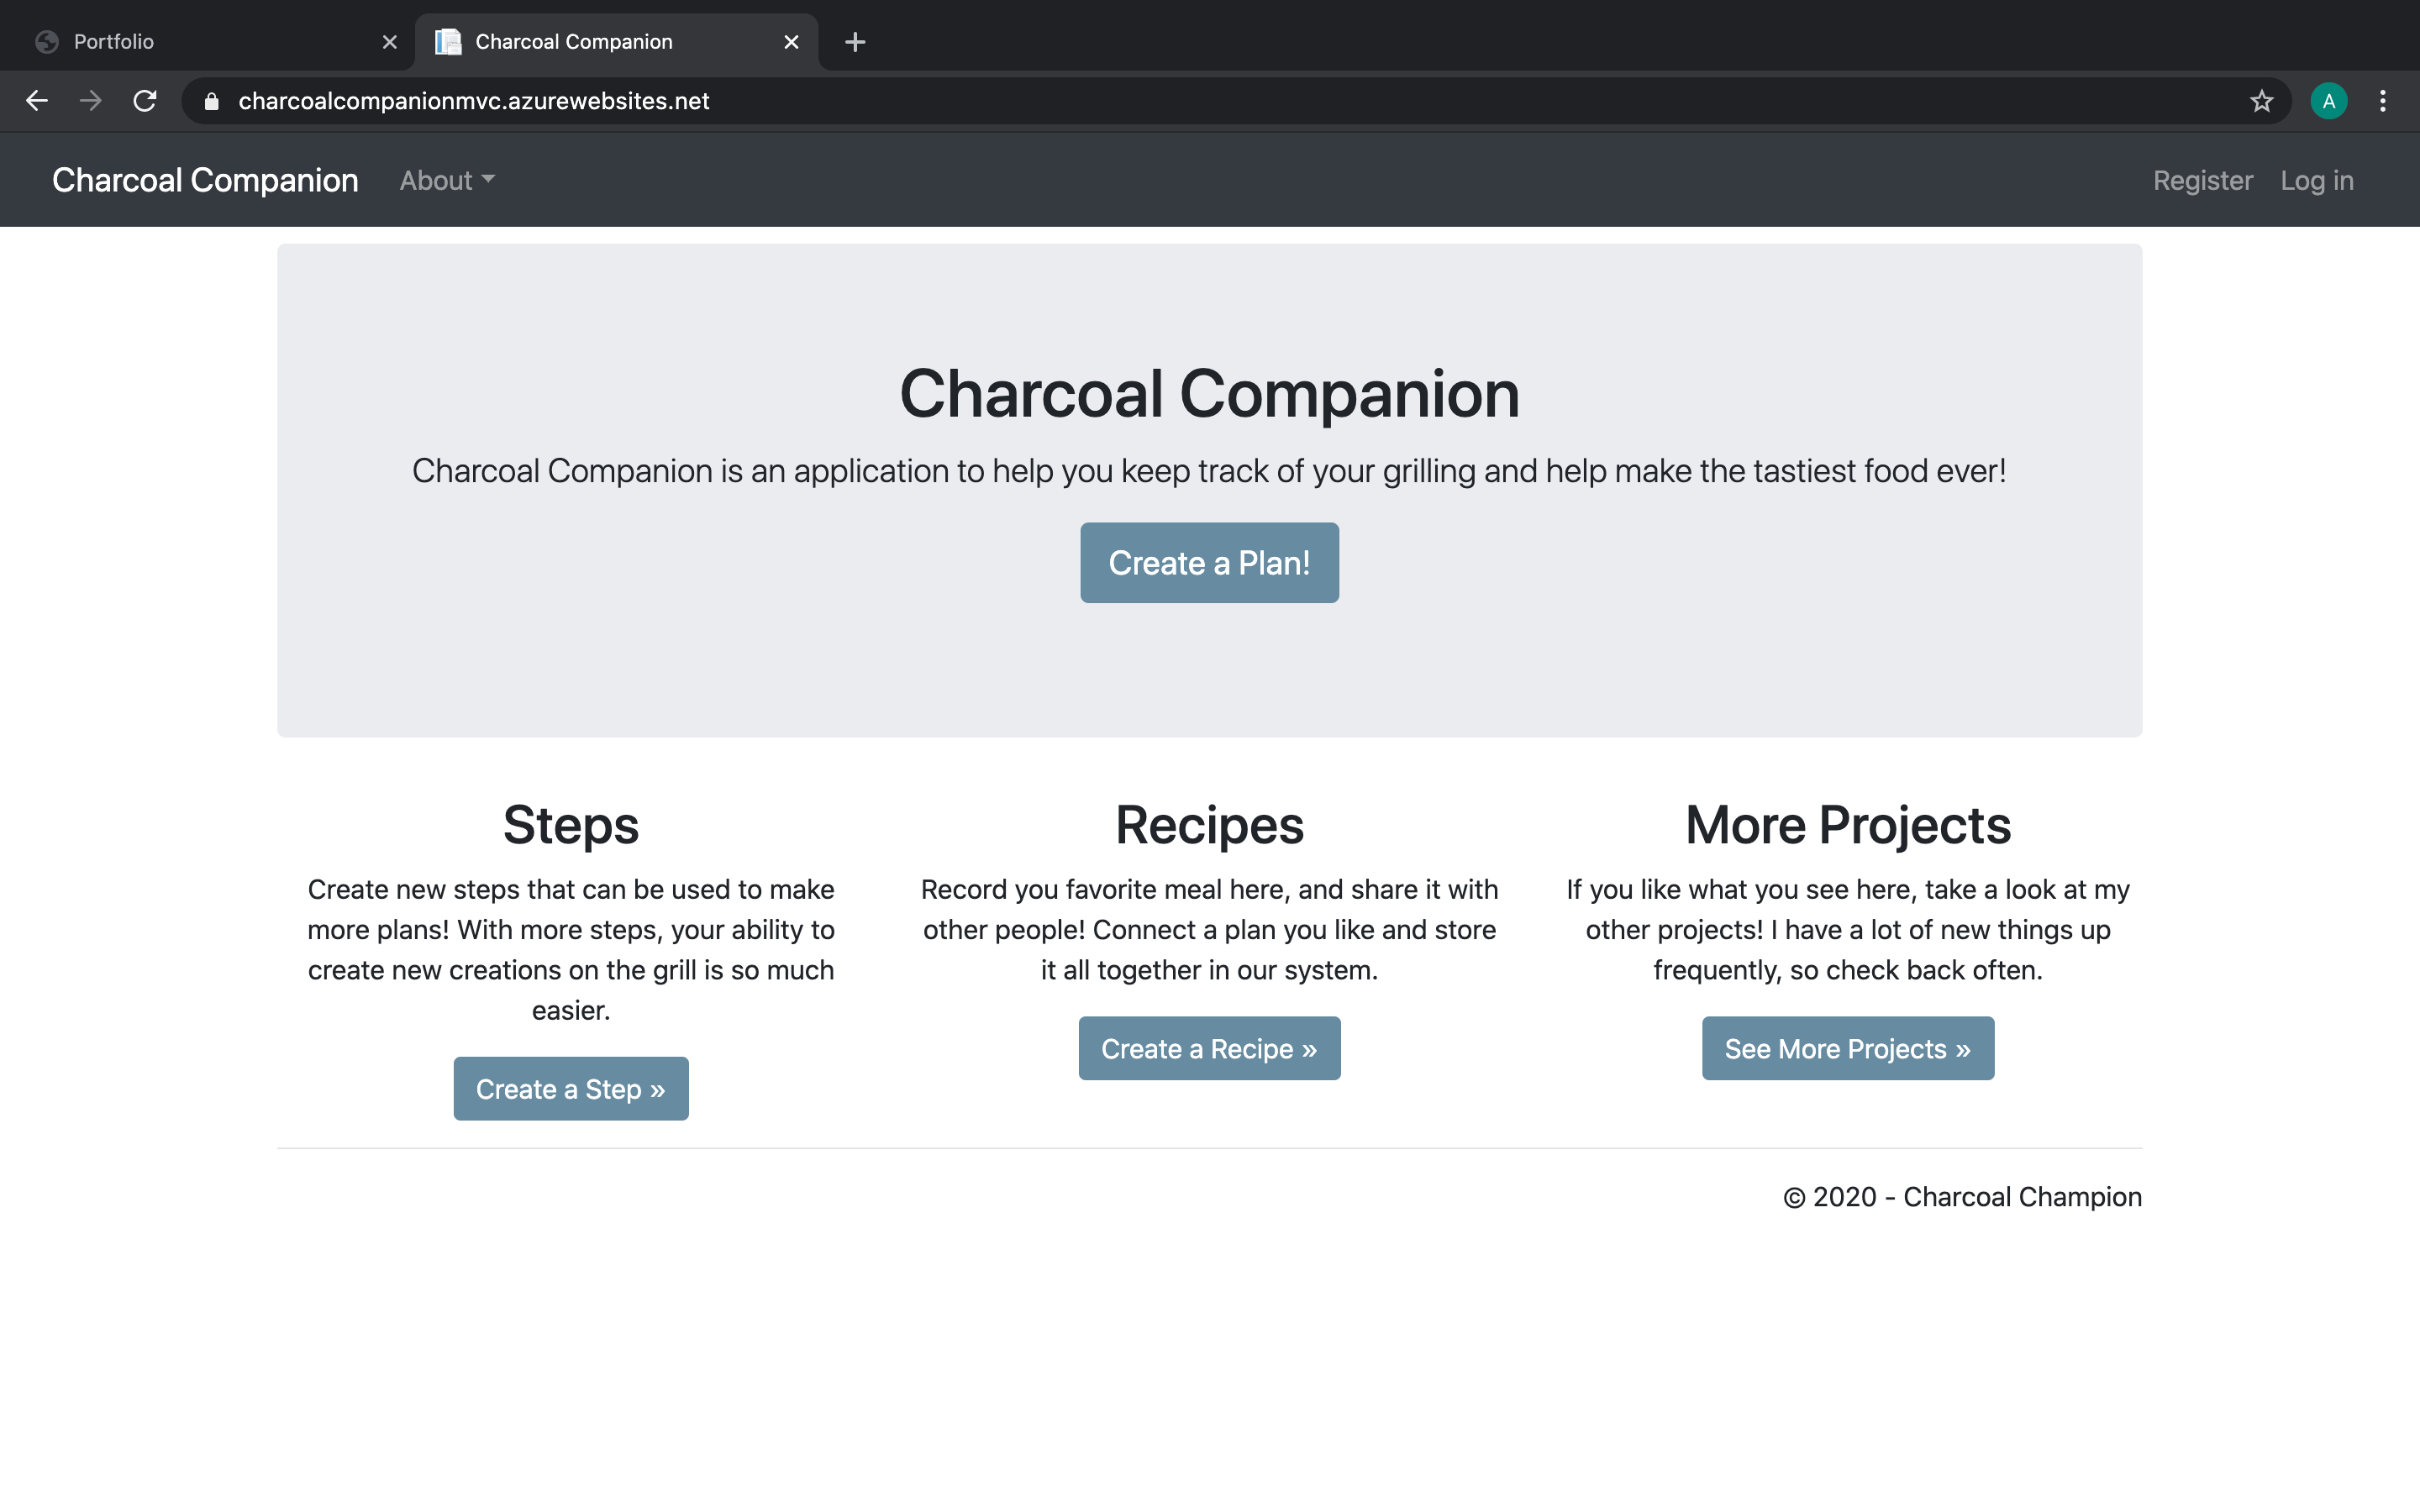 Portfolio
Charcoal Companion
charcoalcompanionmvc.azurewebsites.net
A
Charcoal Companion
About
Register
Log in
Charcoal Companion
Charcoal Companion is an application to help you keep track of your grilling and help make the tastiest food ever!
Create a Plan!
Steps
Create new steps that can be used to make
more plans! With more steps, your ability to
create new creations on the grill is so much
easier.
Create a Step »
Recipes
Record you favorite meal here, and share it with
other people! Connect a plan you like and store
it all together in our system.
Create a Recipe »
More Projects
If you like what you see here, take a look at my
other projects! I have a lot of new things up
frequently, so check back often.
See More Projects »
© 2020 - Charcoal Champion